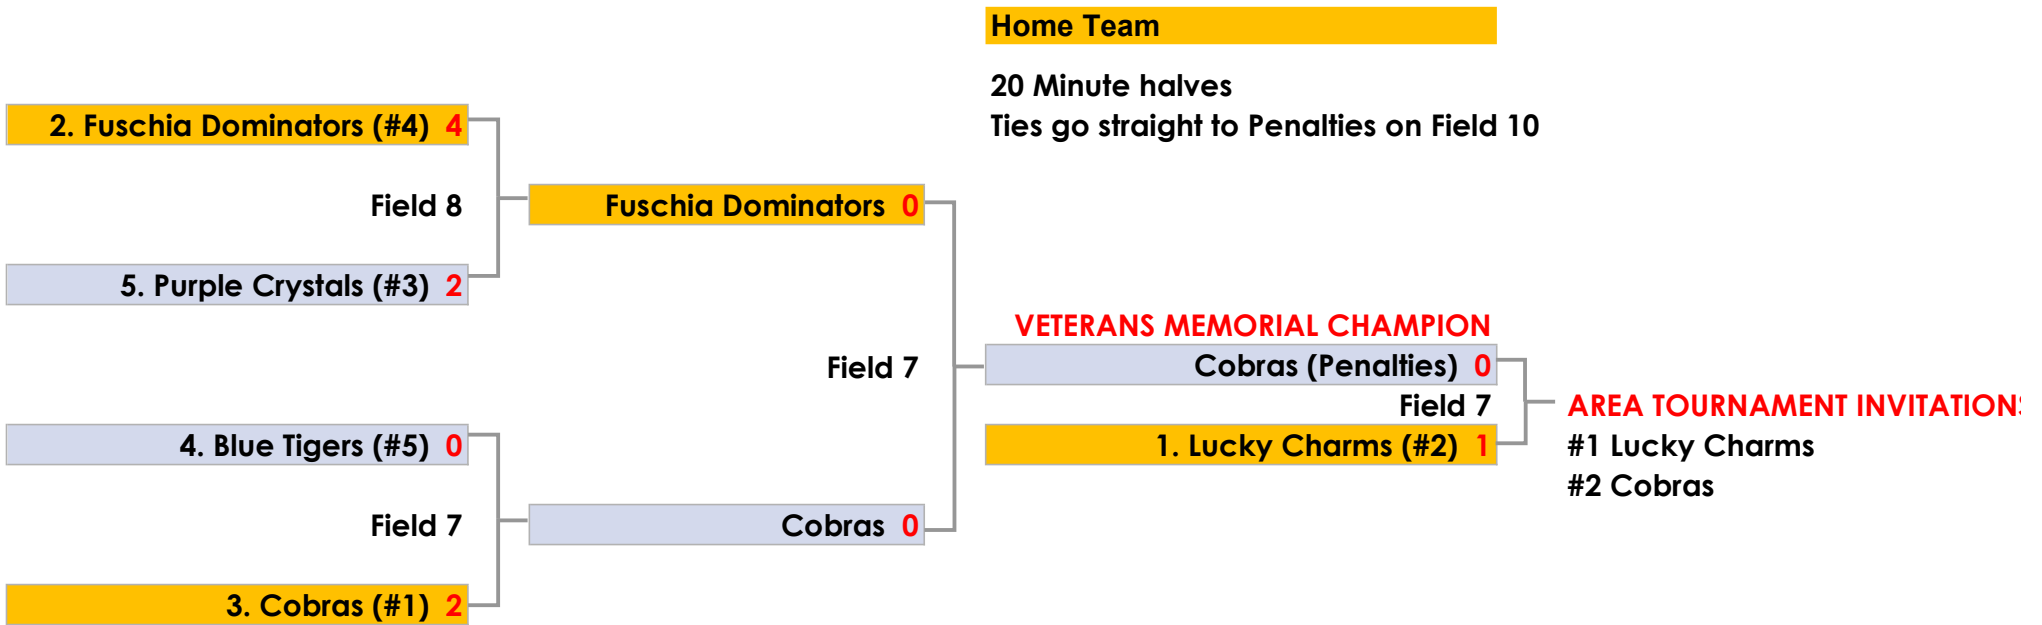 Home Team
20 Minute halves
Ties go straight to Penalties on Field 10
2. Fuschia Dominators (#4) 4
Field 8
5. Purple Crystals (#3) 2
4. Blue Tigers (#5) 0
Field 7
3. Cobras (#1) 2
Fuschia Dominators 0
Field 7
Cobras 0
VETERANS MEMORIAL CHAMPION
Cobras (Penalties) 0
Field 7
1. Lucky Charms (#2) 1
AREA TOURNAMENT INVITATIONS
#1 Lucky Charms
#2 Cobras